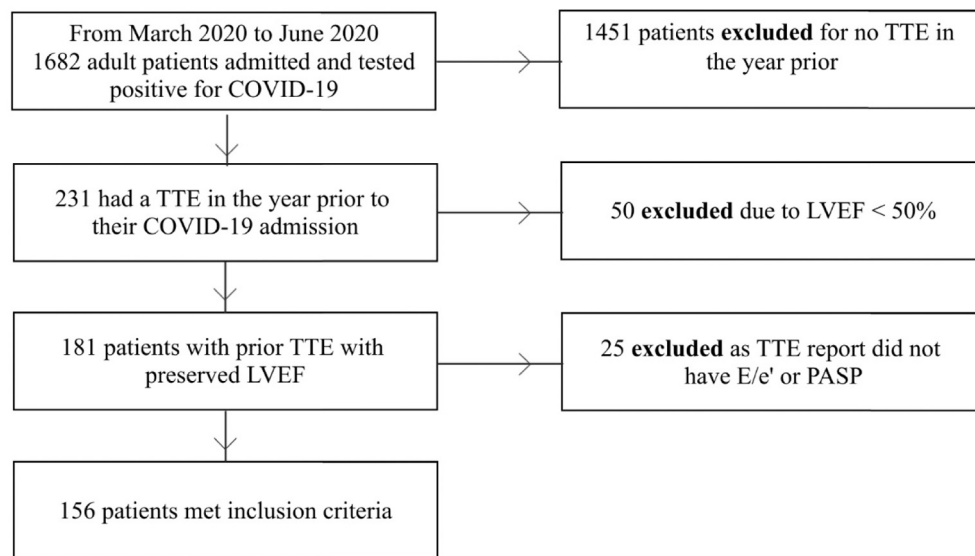 From March 2020 to June 2020
1682 adult patients admitted and tested
positive for COVID-19
1451 patients excluded for no TTE in
the year prior
231 had a TTE in the year prior to
their COVID-19 admission
50 excluded due to LVEF < 50%
181 patients with prior TTE with
preserved LVEF
25 excluded as TTE report did not
have E/e' or PASP
156 patients met inclusion criteria